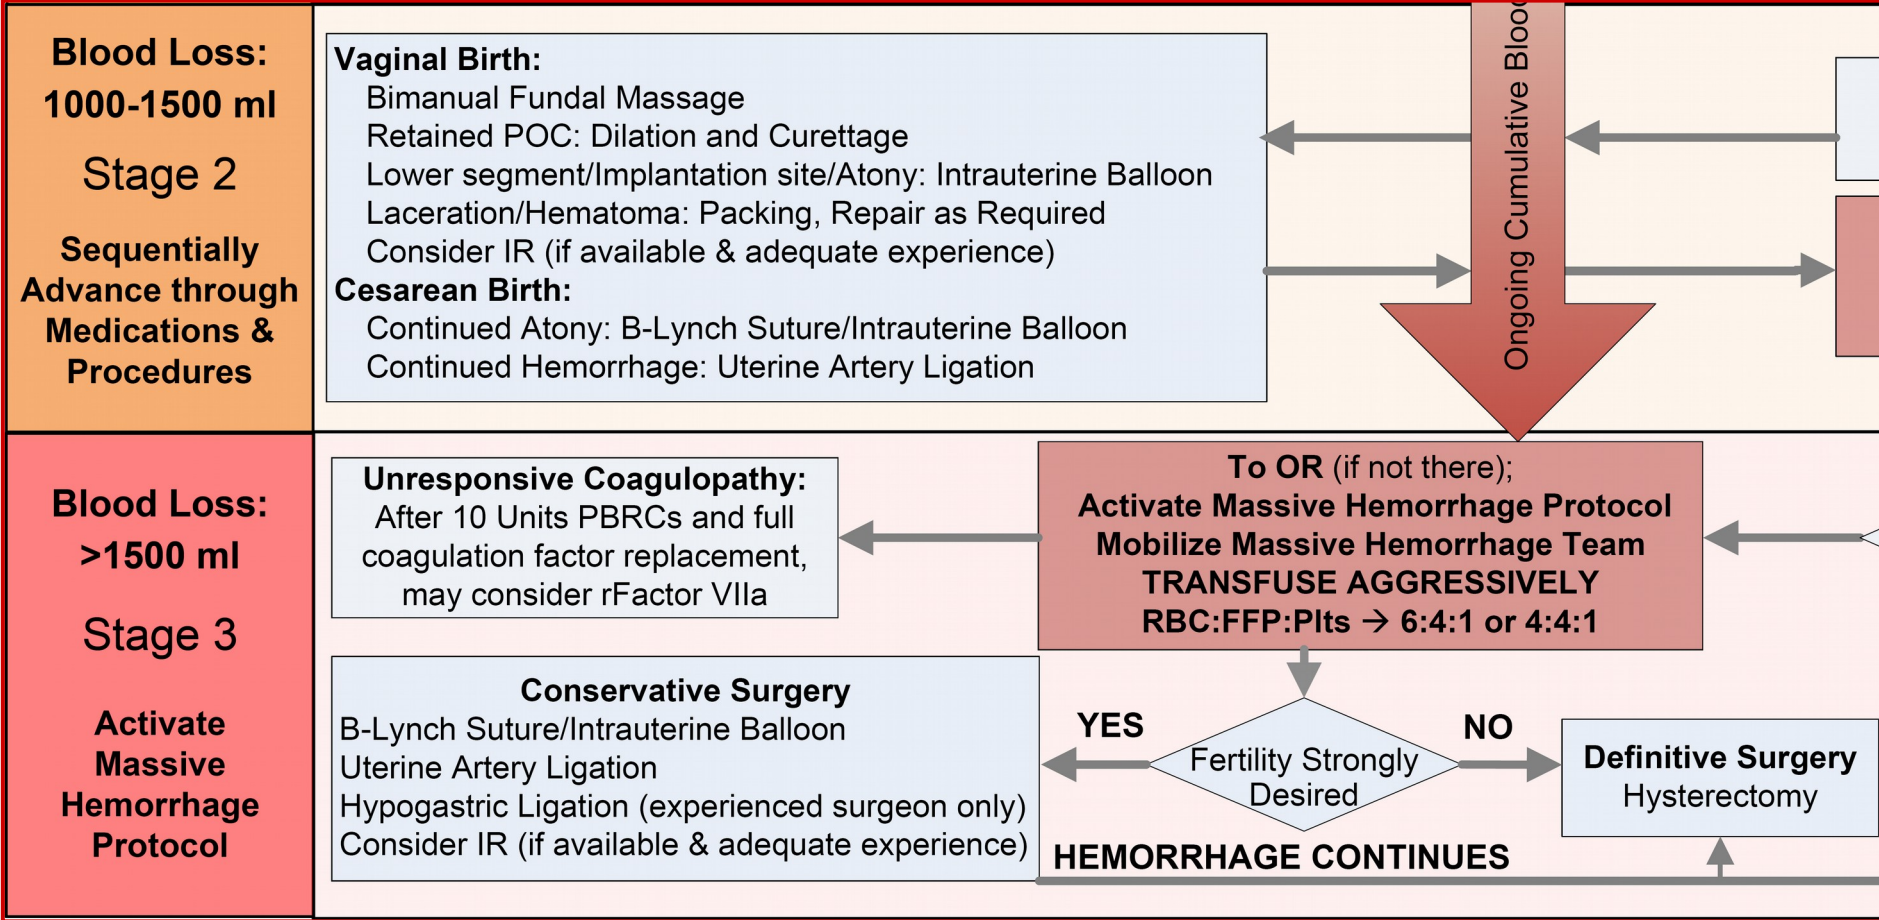 Blood Loss:
1000-1500 ml
Stage 2
Sequentially
Advance through
Medications &
Procedures
Vaginal Birth:
Bimanual Fundal Massage
Retained POC: Dilation and Curettage
Lower segment/Implantation site/Atony: Intrauterine Balloon
Laceration/Hematoma: Packing, Repair as Required
Consider IR (if available & adequate experience)
Cesarean Birth:
Continued Atony: B-Lynch Suture/Intrauterine Balloon
Continued Hemorrhage: Uterine Artery Ligation
Ongoing Cumulative Blood
Blood Loss:
>1500 ml
Stage 3
Activate
Massive
Hemorrhage
Protocol
Unresponsive Coagulopathy:
After 10 Units PBRCs and full
coagulation factor replacement,
may consider rFactor VIIa
To OR (if not there);
Activate Massive Hemorrhage Protocol
Mobilize Massive Hemorrhage Team
TRANSFUSE AGGRESSIVELY
RBC:FFP:Plts → 6:4:1 or 4:4:1
Conservative Surgery
B-Lynch Suture/Intrauterine Balloon
Uterine Artery Ligation
Hypogastric Ligation (experienced surgeon only)
Consider IR (if available & adequate experience)
YES
Fertility Strongly
Desired
NO
Definitive Surgery
Hysterectomy
HEMORRHAGE CONTINUES